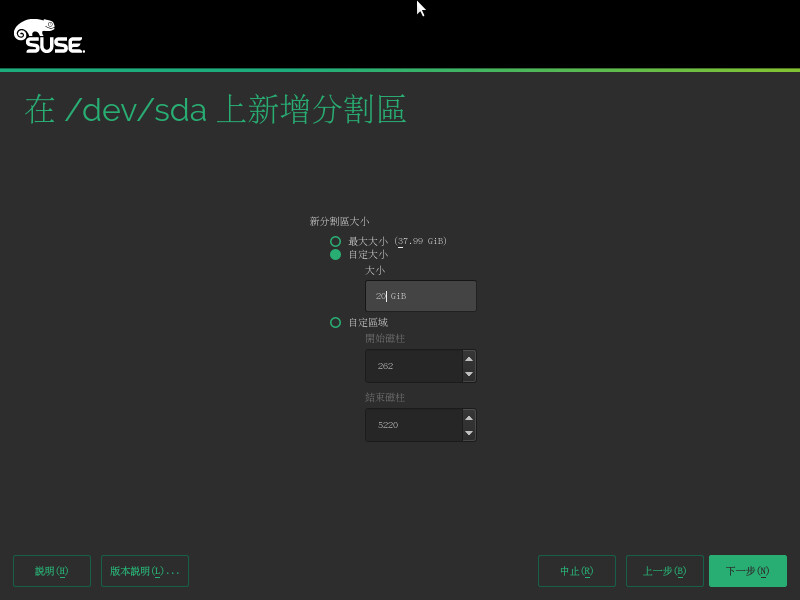 SUSE.
在 /dev/sda 上新增分割區
新分割區大小
最大大小 (37.99 GiB)
自定大小
大小
20 GiB
自定區域
開始磁柱
262
結束磁柱
5220
說明(H)
版本說明(L)...
中止(R)
上一步(B)
下一步(N)